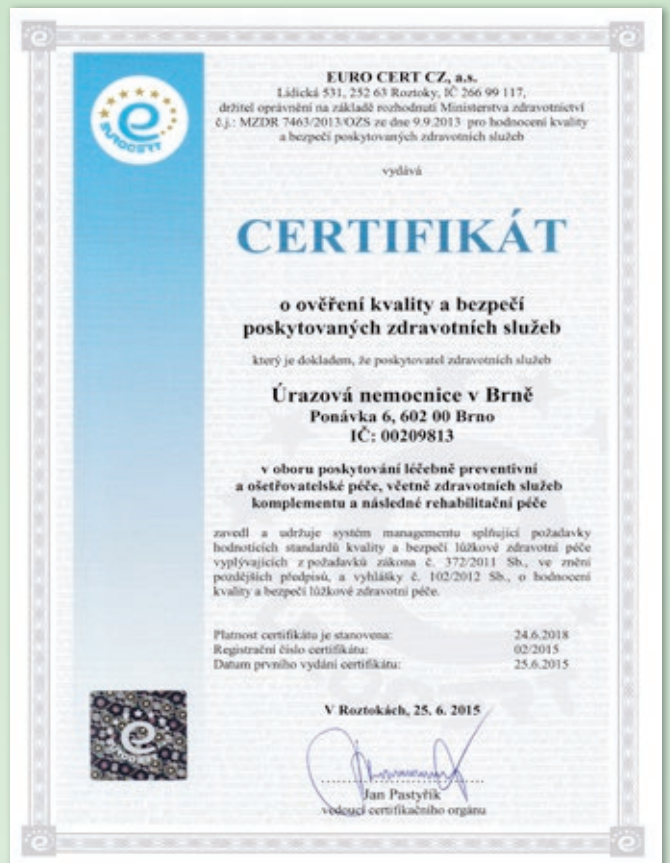 EUROCERT
EURO CERT CZ, a.s.
Lidická 531, 252 63 Roztoky, IČ 266 99 117,
držitel oprávnění na základě rozhodnutí Ministerstva zdravotnictví
č.j.: MZDR 7463/2013/OZS ze dne 9.9.2013 pro hodnocení kvality
a bezpečí poskytovaných zdravotních služeb
vydává
CERTIFIKÁT
o ověření kvality a bezpečí
poskytovaných zdravotních služeb
který je dokladem, že poskytovatel zdravotních služeb
Úrazová nemocnice v Brně
Ponávka 6, 602 00 Brno
IČ: 00209813
v oboru poskytování léčebně preventivní
a ošetřovatelské péče, včetně zdravotních služeb
komplementu a následné rehabilitační péče
zavedl a udržuje systém managementu splňující požadavky
hodnotících standardů kvality a bezpečí lůžkové zdravotní péče
vyplývajících z požadavků zákona č. 372/2011 Sb., ve znění
pozdějších předpisů, a vyhlášky č. 102/2012 Sb., o hodnocení
kvality a bezpečí lůžkové zdravotní péče.
Platnost certifikátu je stanovena: 24.6.2018
Registrační číslo certifikátu: 02/2015
Datum prvního vydání certifikátu: 25.6.2015
V Roztokách, 25. 6. 2015
Jan Pastyřík
vedoucí certifikačního orgánu
EUROCERT